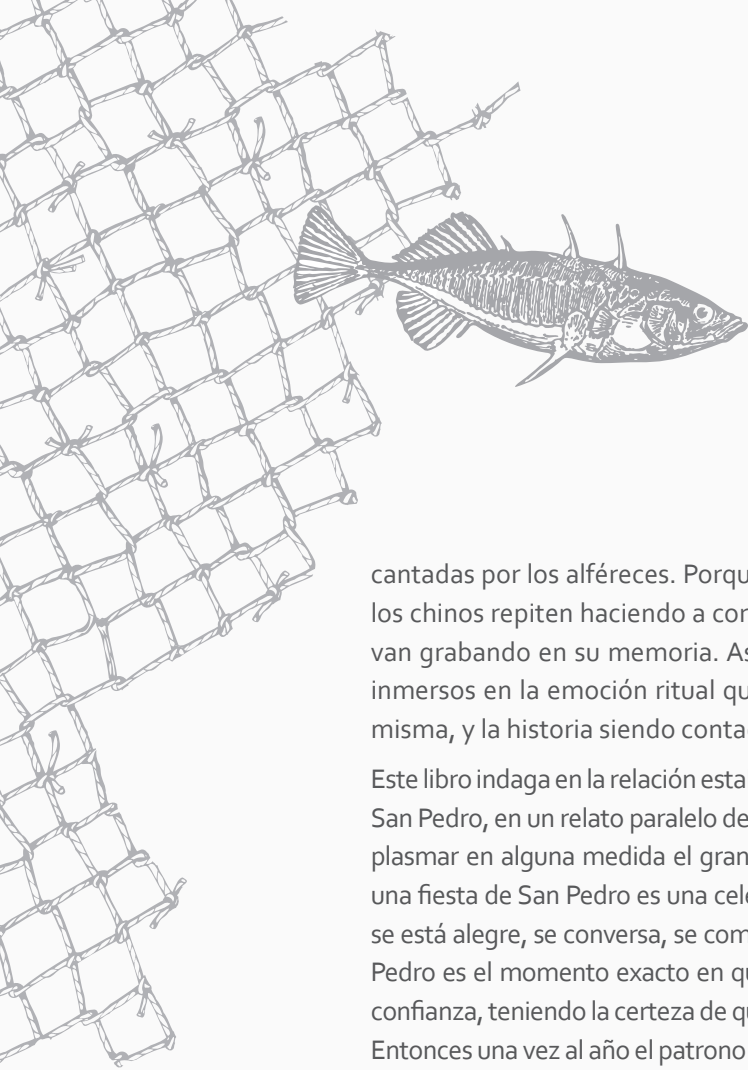 cantadas por los alféreces. Porqu
los chinos repiten haciendo a cor
van grabando en su memoria. As
inmersos en la emoción ritual qu
misma, y la historia siendo conta
Este libro indaga en la relación esta
San Pedro, en un relato paralelo de
plasmar en alguna medida el gran
una fiesta de San Pedro es una cele
se está alegre, se conversa, se com
Pedro es el momento exacto en qu
confianza, teniendo la certeza de qu
Entonces una vez al año el patrono